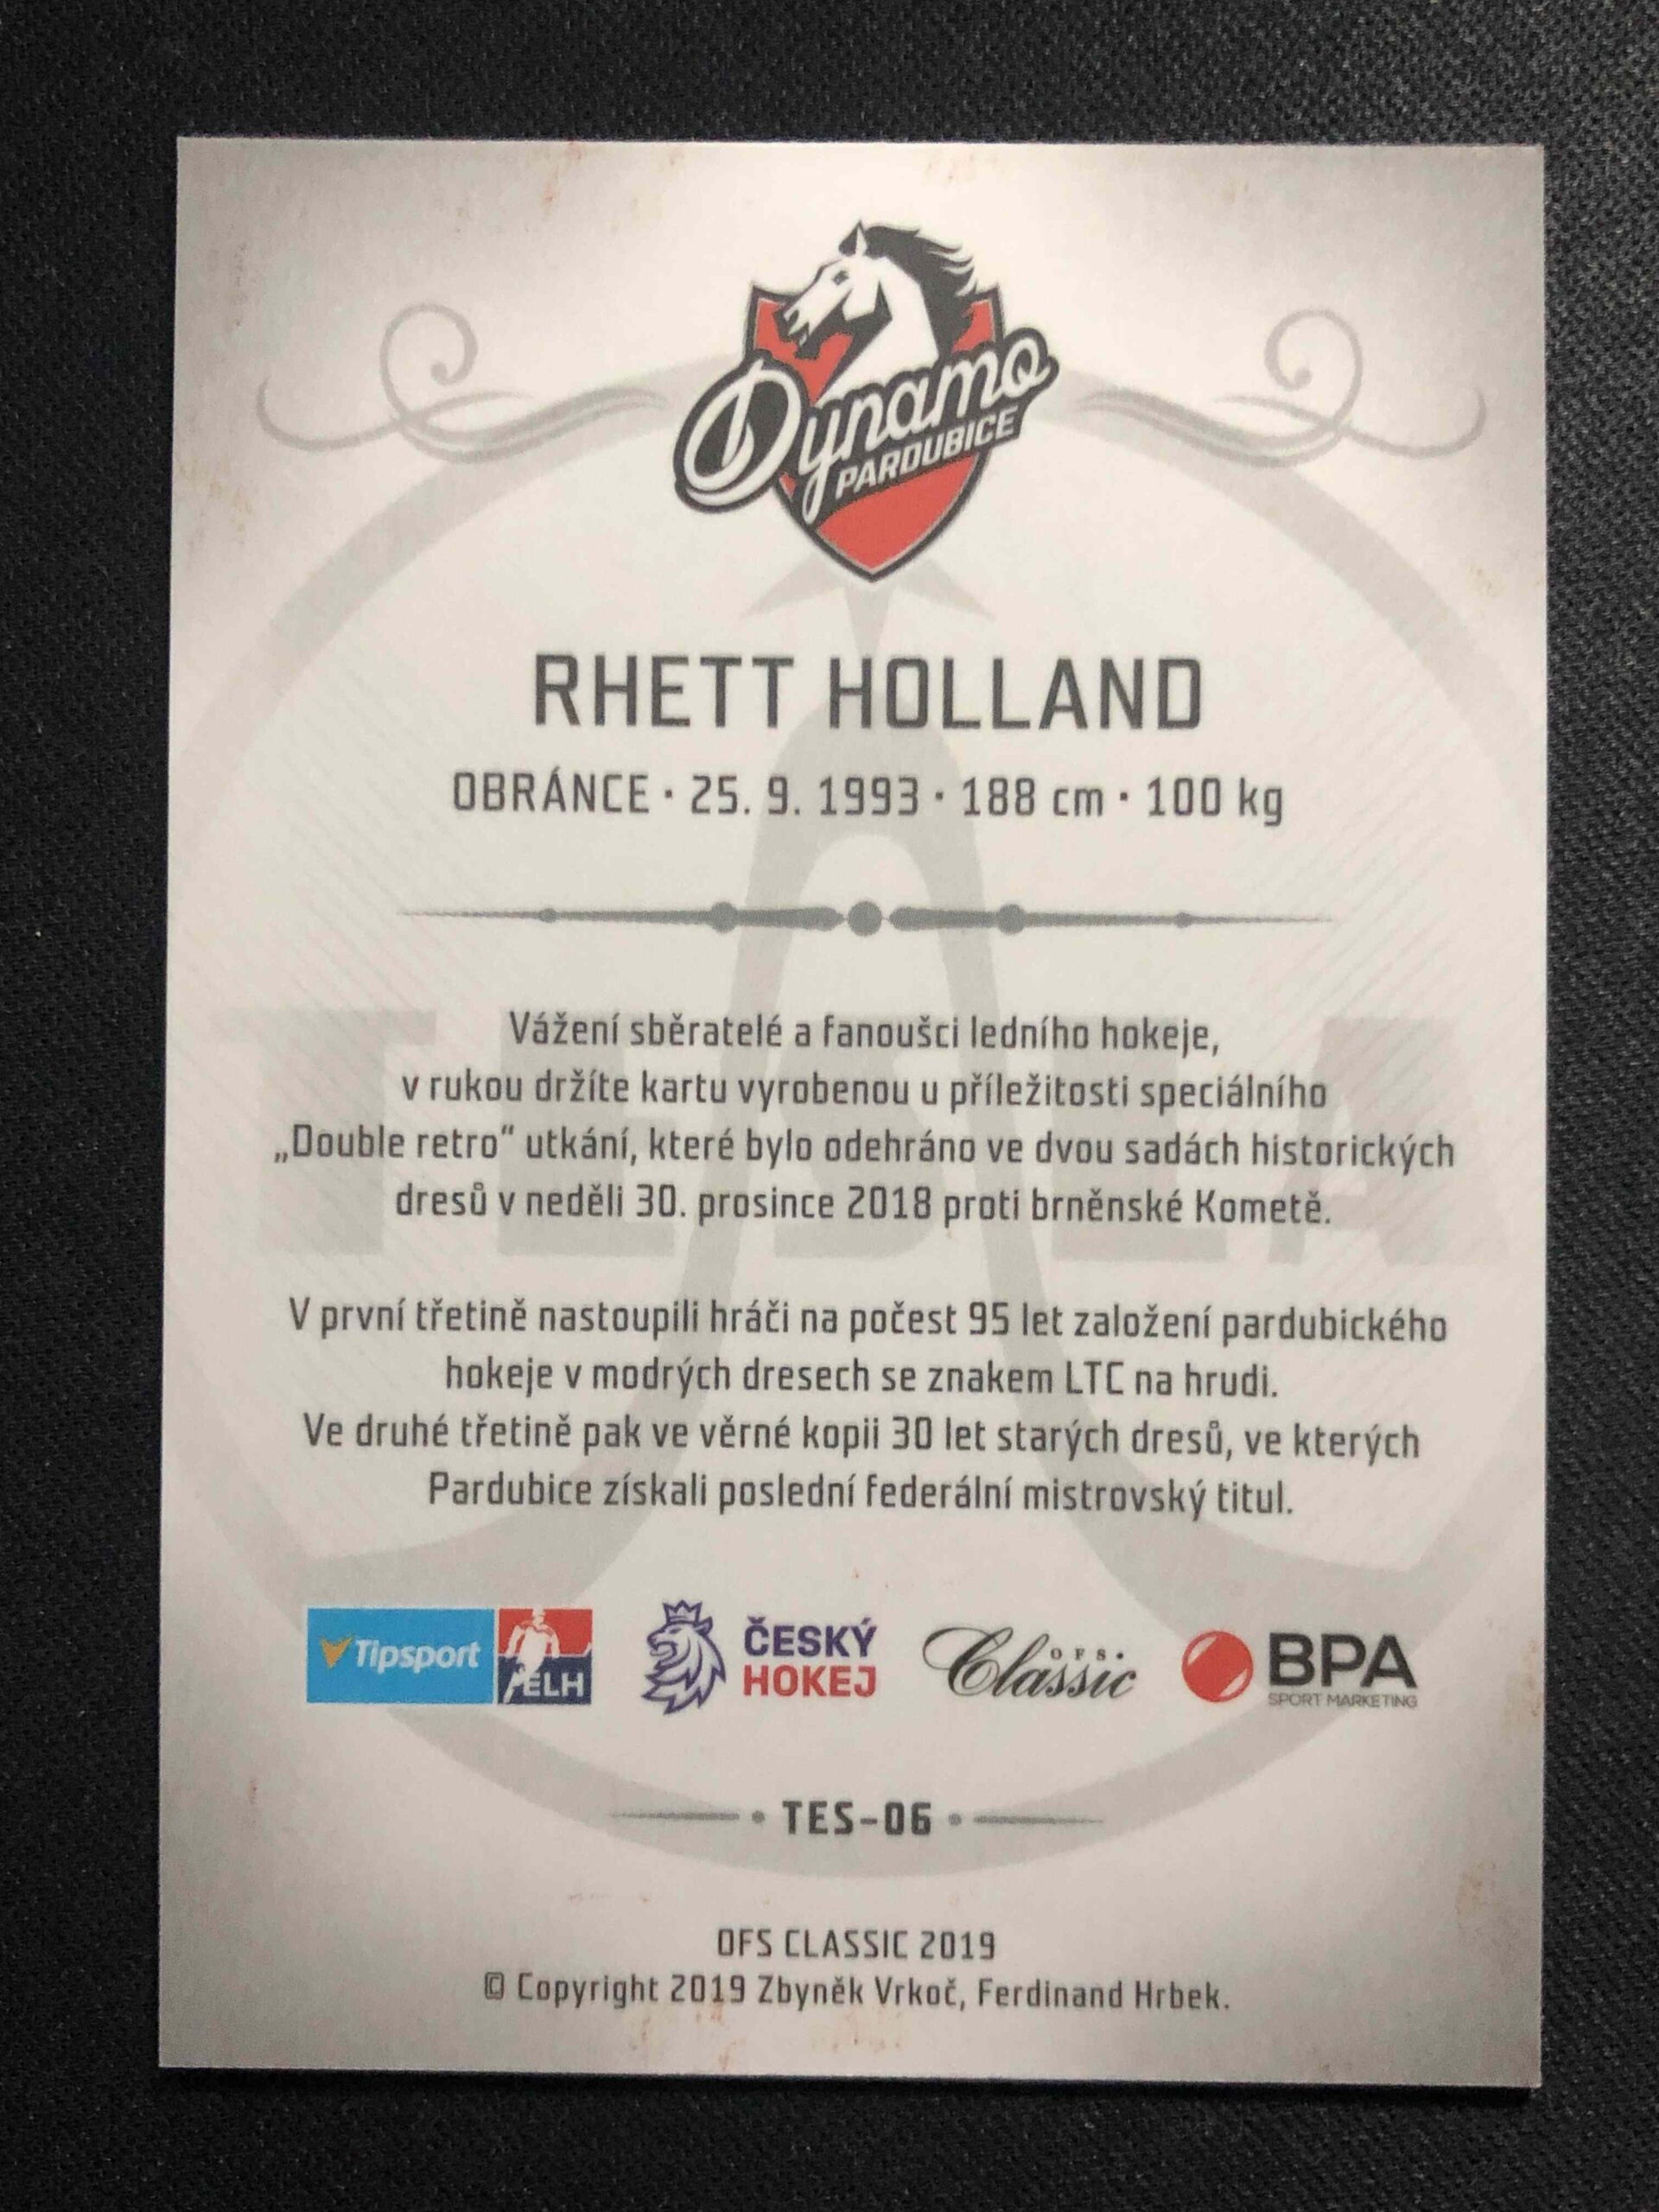 Dynamo
PARDUBICE
RHETT HOLLAND
OBRÁNCE · 25. 9. 1993 · 188 cm · 100 kg
TESLA
Vážení sběratelé a fanoušci ledního hokeje,
v rukou držíte kartu vyrobenou u příležitosti speciálního
„Double retro“ utkání, které bylo odehráno ve dvou sadách historických
dresů v neděli 30. prosince 2018 proti brněnské Kometě.
V první třetině nastoupili hráči na počest 95 let založení pardubického
hokeje v modrých dresech se znakem LTC na hrudi.
Ve druhé třetině pak ve věrné kopii 30 let starých dresů, ve kterých
Pardubice získali poslední federální mistrovský titul.
Tipsport ELH
ČESKÝ
HOKEJ
OFS
Classic
BPA
SPORT MARKETING
· TES-06 ·
OFS CLASSIC 2019
© Copyright 2019 Zbyněk Vrkoč, Ferdinand Hrbek.